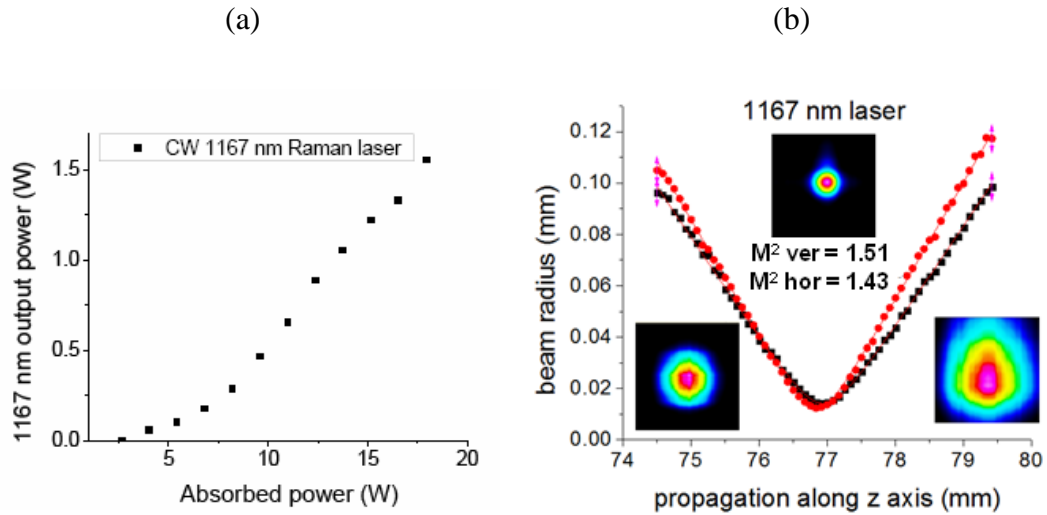 (a)
(b)
CW 1167 nm Raman laser
1167 nm output power (W)
1.5
1.0
0.5
0.0
5
10
15
20
Absorbed power (W)
1167 nm laser
M² ver = 1.51
M² hor = 1.43
beam radius (mm)
0.12
0.10
0.08
0.06
0.04
0.02
0.00
74
75
76
77
78
79
80
propagation along z axis (mm)